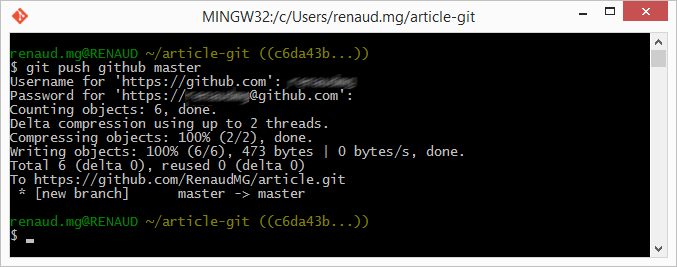 MINGW32:/c/Users/renaud.mg/article-git
renaud.mg@RENAUD ~/article-git ((c6da43b...))
$ git push github master
Username for 'https://github.com':
Password for 'https://@github.com':
Counting objects: 6, done.
Delta compression using up to 2 threads.
Compressing objects: 100% (2/2), done.
Writing objects: 100% (6/6), 473 bytes | 0 bytes/s, done.
Total 6 (delta 0), reused 0 (delta 0)
To https://github.com/RenaudMG/article.git
* [new branch] master -> master
renaud.mg@RENAUD ~/article-git ((c6da43b...))
$